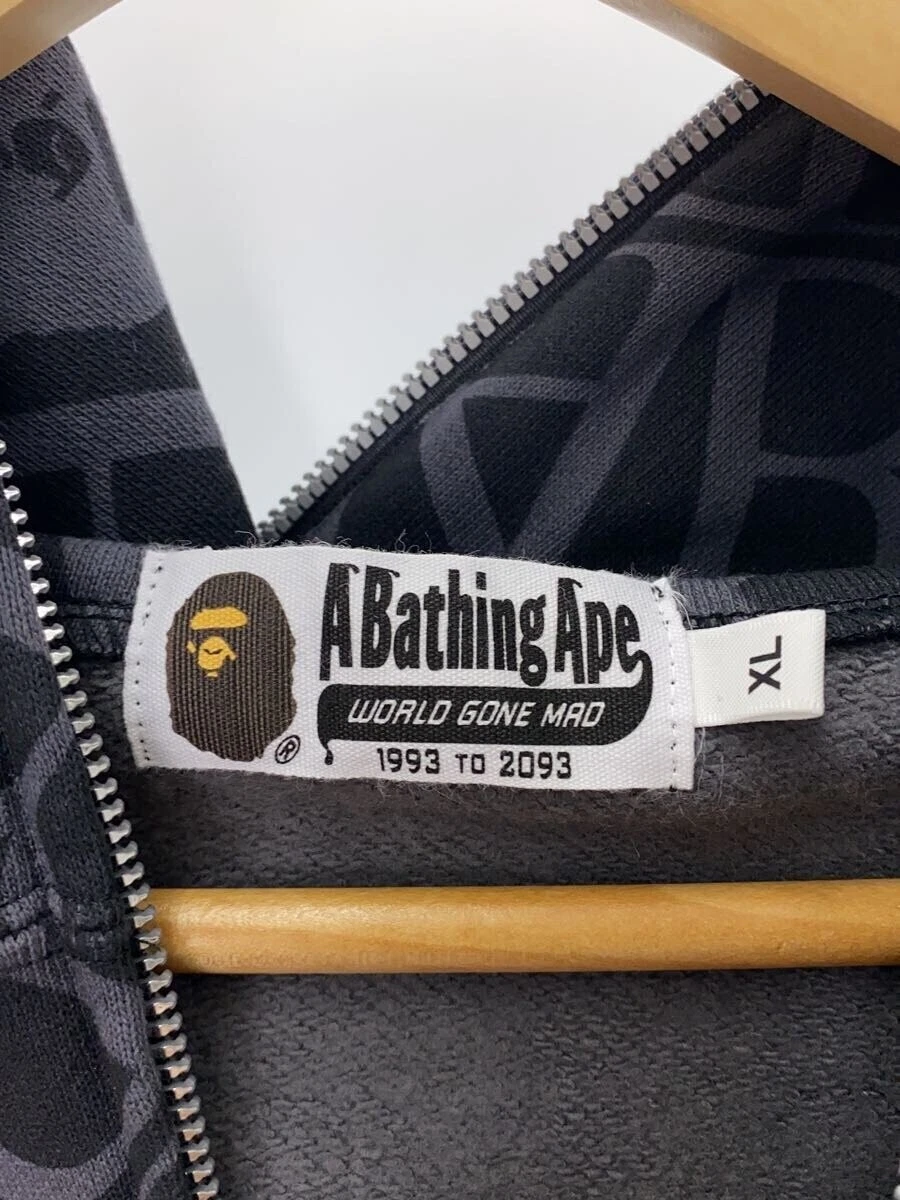 A Bathing Ape
WORLD GONE MAD
1993 TO 2093
®
XL